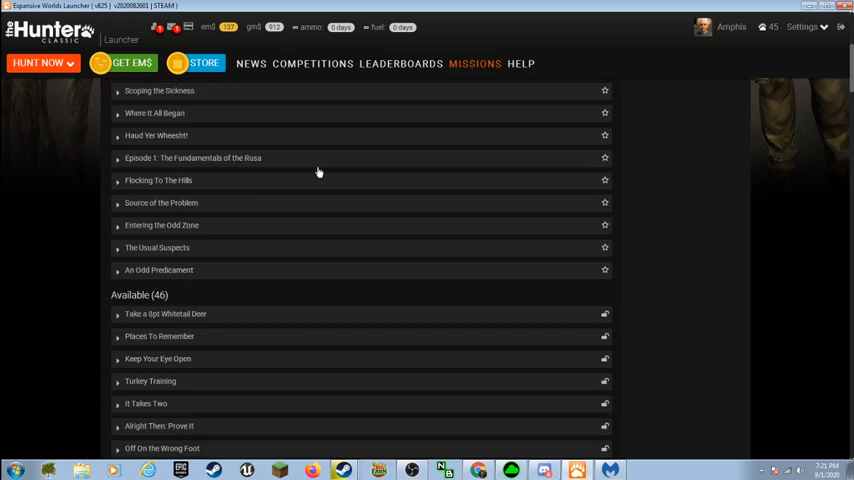 Expansive Worlds Launcher ( v825 | v2020082601 | STEAM )
theHunter CLASSIC Launcher 1 1 em$ 137 gm$ 912 ∞ ammo: 0 days ∞ fuel: 0 days Amphis 45 Settings
HUNT NOW GET EM$ STORE NEWS COMPETITIONS LEADERBOARDS MISSIONS HELP
Scoping the Sickness
Where It All Began
Haud Yer Wheesht!
Episode 1: The Fundamentals of the Rusa
Flocking To The Hills
Source of the Problem
Entering the Odd Zone
The Usual Suspects
An Odd Predicament
Available (46)
Take a 8pt Whitetail Deer
Places To Remember
Keep Your Eye Open
Turkey Training
It Takes Two
Alright Then: Prove It
Off On the Wrong Foot
EPIC GAMES NB 7:21 PM
9/1/2020